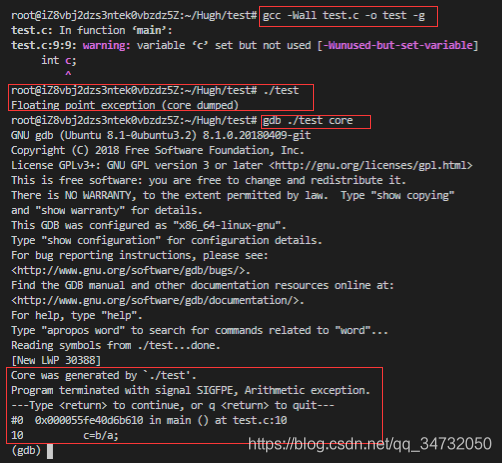 root@iZ8vbj2dzs3ntek0vbzdz5Z:~/Hugh/test# gcc -Wall test.c -o test -g
test.c: In function ‘main’:
test.c:9:9: warning: variable ‘c’ set but not used [-Wunused-but-set-variable]
     int c;
         ^
root@iZ8vbj2dzs3ntek0vbzdz5Z:~/Hugh/test# ./test
Floating point exception (core dumped)
root@iZ8vbj2dzs3ntek0vbzdz5Z:~/Hugh/test# gdb ./test core
GNU gdb (Ubuntu 8.1-0ubuntu3.2) 8.1.0.20180409-git
Copyright (C) 2018 Free Software Foundation, Inc.
License GPLv3+: GNU GPL version 3 or later <http://gnu.org/licenses/gpl.html>
This is free software: you are free to change and redistribute it.
There is NO WARRANTY, to the extent permitted by law.  Type "show copying"
and "show warranty" for details.
This GDB was configured as "x86_64-linux-gnu".
Type "show configuration" for configuration details.
For bug reporting instructions, please see:
<http://www.gnu.org/software/gdb/bugs/>.
Find the GDB manual and other documentation resources online at:
<http://www.gnu.org/software/gdb/documentation/>.
For help, type "help".
Type "apropos word" to search for commands related to "word"...
Reading symbols from ./test...done.
[New LWP 30388]
Core was generated by `./test'.
Program terminated with signal SIGFPE, Arithmetic exception.
---Type <return> to continue, or q <return> to quit---
#0  0x000055fe40d6b610 in main () at test.c:10
10          c=b/a;
(gdb)
https://blog.csdn.net/qq_34732050